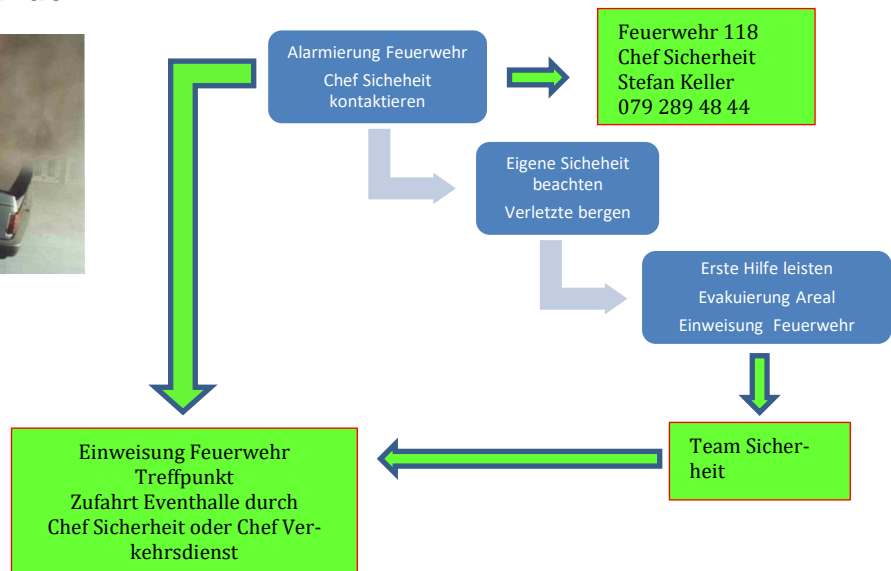 Alarmierung Feuerwehr
Chef Sicheheit
kontaktieren
Feuerwehr 118
Chef Sicherheit
Stefan Keller
079 289 48 44
Eigene Sicheheit
beachten
Verletzte bergen
Erste Hilfe leisten
Evakuierung Areal
Einweisung Feuerwehr
Einweisung Feuerwehr
Treffpunkt
Zufahrt Eventhalle durch
Chef Sicherheit oder Chef Ver-
kehrsdienst
Team Sicher-
heit